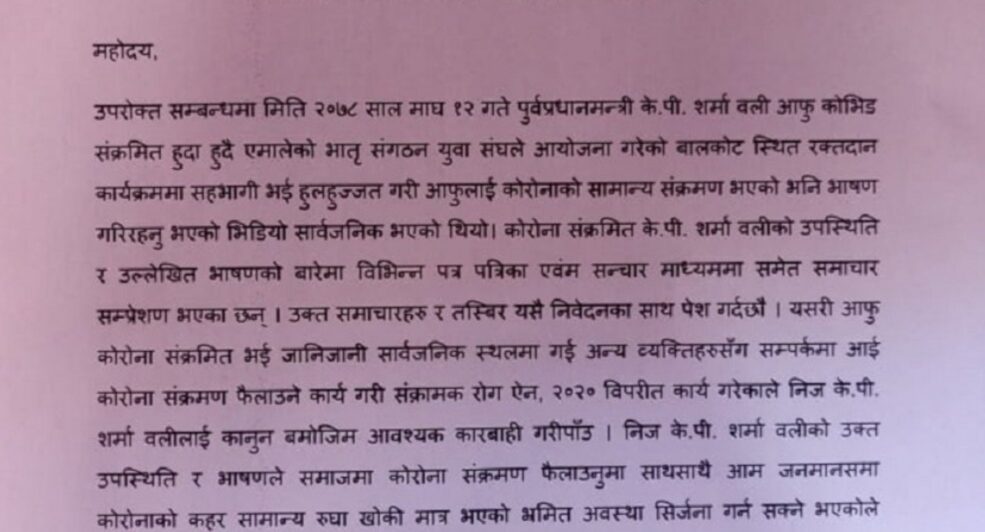 महोदय,
उपरोक्त सम्बन्धमा मिति २०७८ साल माघ १२ गते पुर्वप्रधानमन्त्री के.पी. शर्मा वली आफु कोभिड
संक्रमित हुदा हुदै एमालेको भातृ संगठन युवा संघले आयोजना गरेको बालकोट स्थित रक्तदान
कार्यक्रममा सहभागी भई हुलहुज्जत गरी आफुलाई कोरोनाको सामान्य संक्रमण भएको भनि भाषण
गरिरहनु भएको भिडियो सार्वजनिक भएको थियो। कोरोना संक्रमित के.पी. शर्मा वलीको उपस्थिति
र उल्लेखित भाषणको बारेमा विभिन्न पत्र पत्रिका एवंम सन्चार माध्यममा समेत समाचार
सम्प्रेशण भएका छन् । उक्त समाचारहरु र तस्बिर यसै निवेदनका साथ पेश गर्दछौ । यसरी आफु
कोरोना संक्रमित भई जानिजानी सार्वजनिक स्थलमा गई अन्य व्यक्तिहरुसँग सम्पर्कमा आई
कोरोना संक्रमण फैलाउने कार्य गरी संक्रामक रोग ऐन, २०२० विपरीत कार्य गरेकाले निज के.पी.
शर्मा वलीलाई कानुन बमोजिम आवश्यक कारबाही गरीपाँउ । निज के.पी. शर्मा वलीको उक्त
उपस्थिति र भाषणले समाजमा कोरोना संक्रमण फैलाउनुमा साथसाथै आम जनमानसमा
कोरोनाको कहर सामान्य रुघा खोकी मात्र भएको भ्रमित अवस्था सिर्जना गर्न सक्ने भएकोले